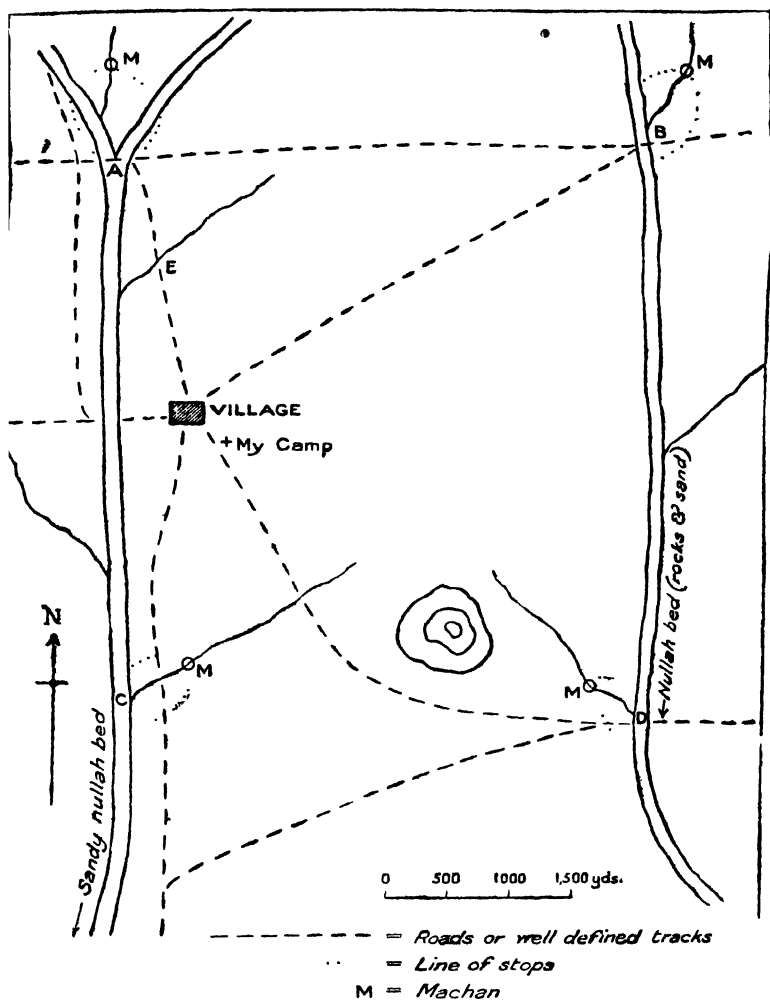 M
M
B
A
E
VILLAGE
+My Camp
Nullah bed (rocks & sand)
N
M
M
C
D
Sandy nullah bed
0 500 1000 1,500 yds.
= Roads or well defined tracks
= Line of stops
M = Machan